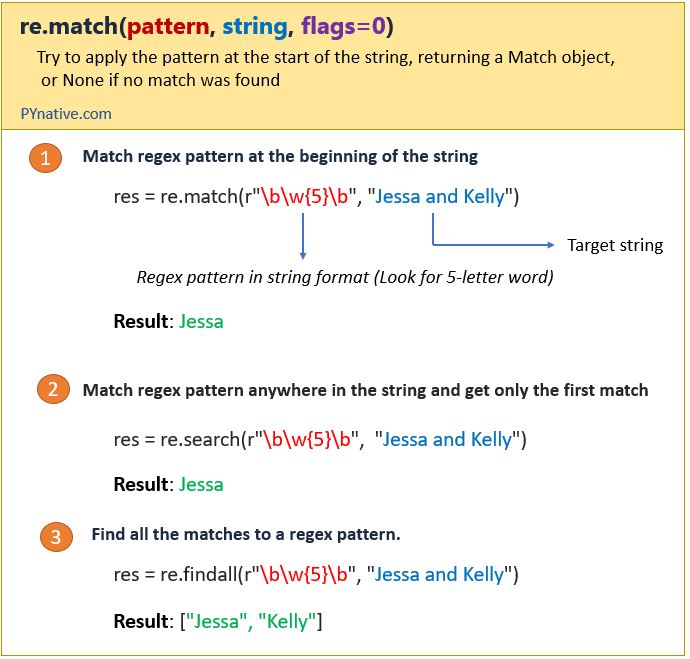 re.match(pattern, string, flags=0)
Try to apply the pattern at the start of the string, returning a Match object,
or None if no match was found
PYnative.com
1 Match regex pattern at the beginning of the string
res = re.match(r"\b\w{5}\b", "Jessa and Kelly")
Target string
Regex pattern in string format (Look for 5-letter word)
Result: Jessa
2 Match regex pattern anywhere in the string and get only the first match
res = re.search(r"\b\w{5}\b", "Jessa and Kelly")
Result: Jessa
3 Find all the matches to a regex pattern.
res = re.findall(r"\b\w{5}\b", "Jessa and Kelly")
Result: ["Jessa", "Kelly"]